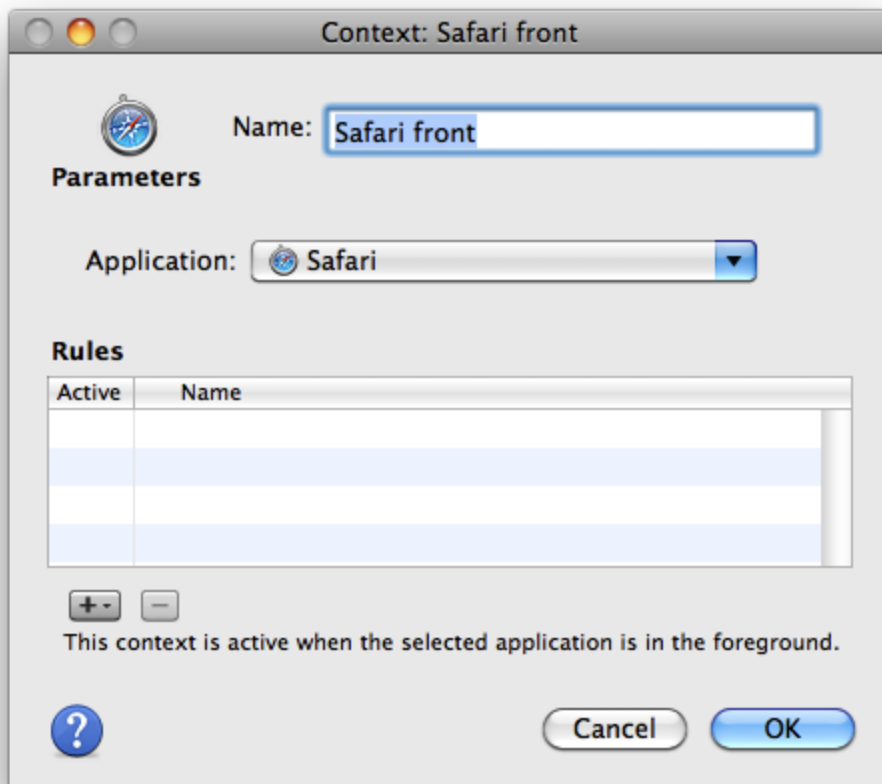 Context: Safari front
Name: Safari front
Parameters
Application: Safari
Rules
Active Name
This context is active when the selected application is in the foreground.
? Cancel OK